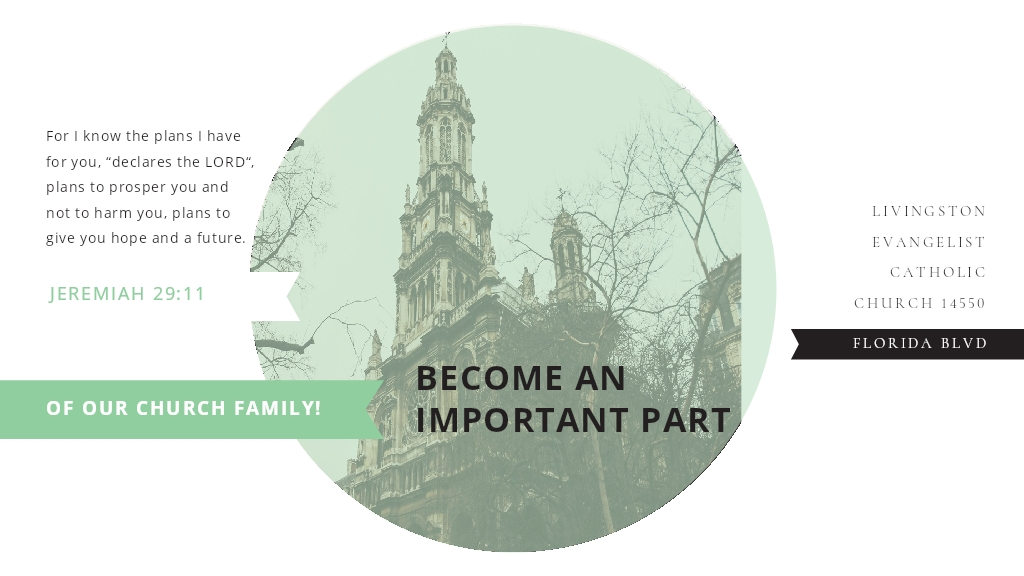 For I know the plans I have
for you, “declares the LORD“,
plans to prosper you and
not to harm you, plans to
give you hope and a future.
JEREMIAH 29:11
BECOME AN
IMPORTANT PART
OF OUR CHURCH FAMILY!
LIVINGSTON
EVANGELIST
CATHOLIC
CHURCH 14550
FLORIDA BLVD